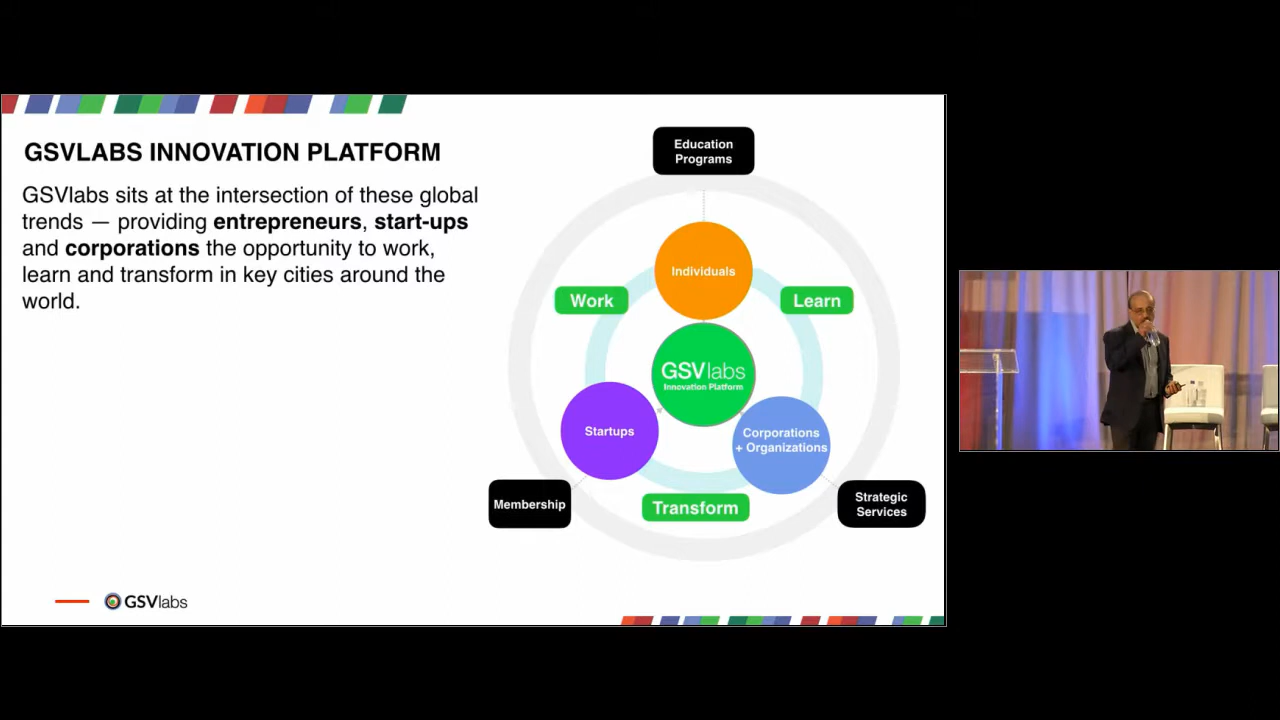 GSVLABS INNOVATION PLATFORM
GSVlabs sits at the intersection of these global
trends — providing entrepreneurs, start-ups
and corporations the opportunity to work,
learn and transform in key cities around the
world.
Education
Programs
Individuals
Work
Learn
GSVlabs
Innovation Platform
Startups
Corporations
+ Organizations
Membership
Transform
Strategic
Services
GSVlabs